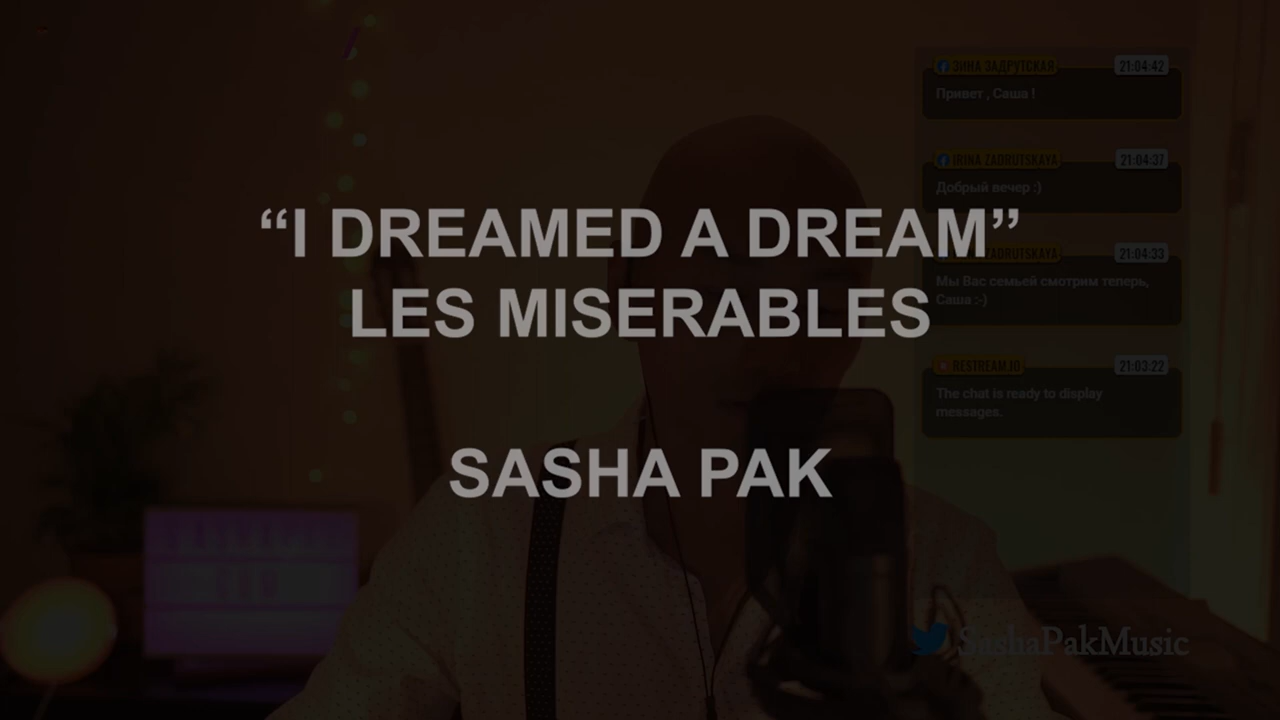 “I DREAMED A DREAM”
LES MISERABLES
SASHA PAK
ЗИНА ЗАДРУТСКАЯ
21:04:42
Привет , Саша !
IRINA ZADRUTSKAYA
21:04:37
Добрый вечер :)
ZADRUTSKAYA
21:04:33
Мы Вас семьей смотрим теперь,
Саша :-)
RESTREAM.IO
21:03:22
The chat is ready to display
messages.
SashaPakMusic